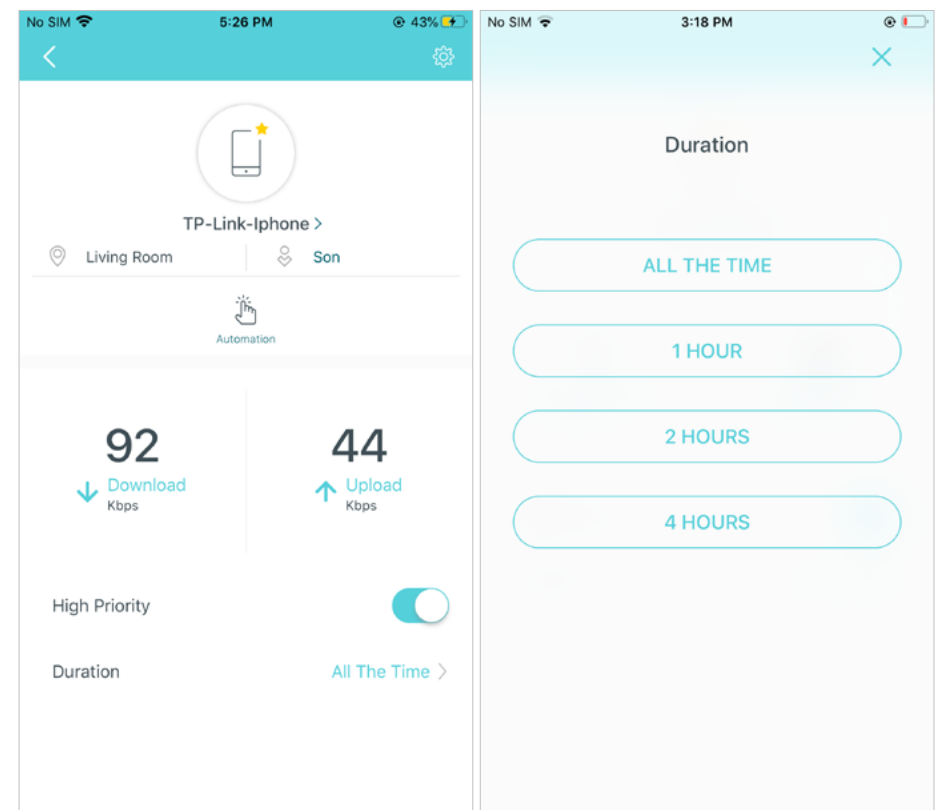 No SIM 5:26 PM 43%
TP-Link-Iphone >
Living Room Son
Automation
92 44
Download Upload
Kbps Kbps
High Priority
Duration All The Time >
No SIM 3:18 PM
Duration
ALL THE TIME
1 HOUR
2 HOURS
4 HOURS